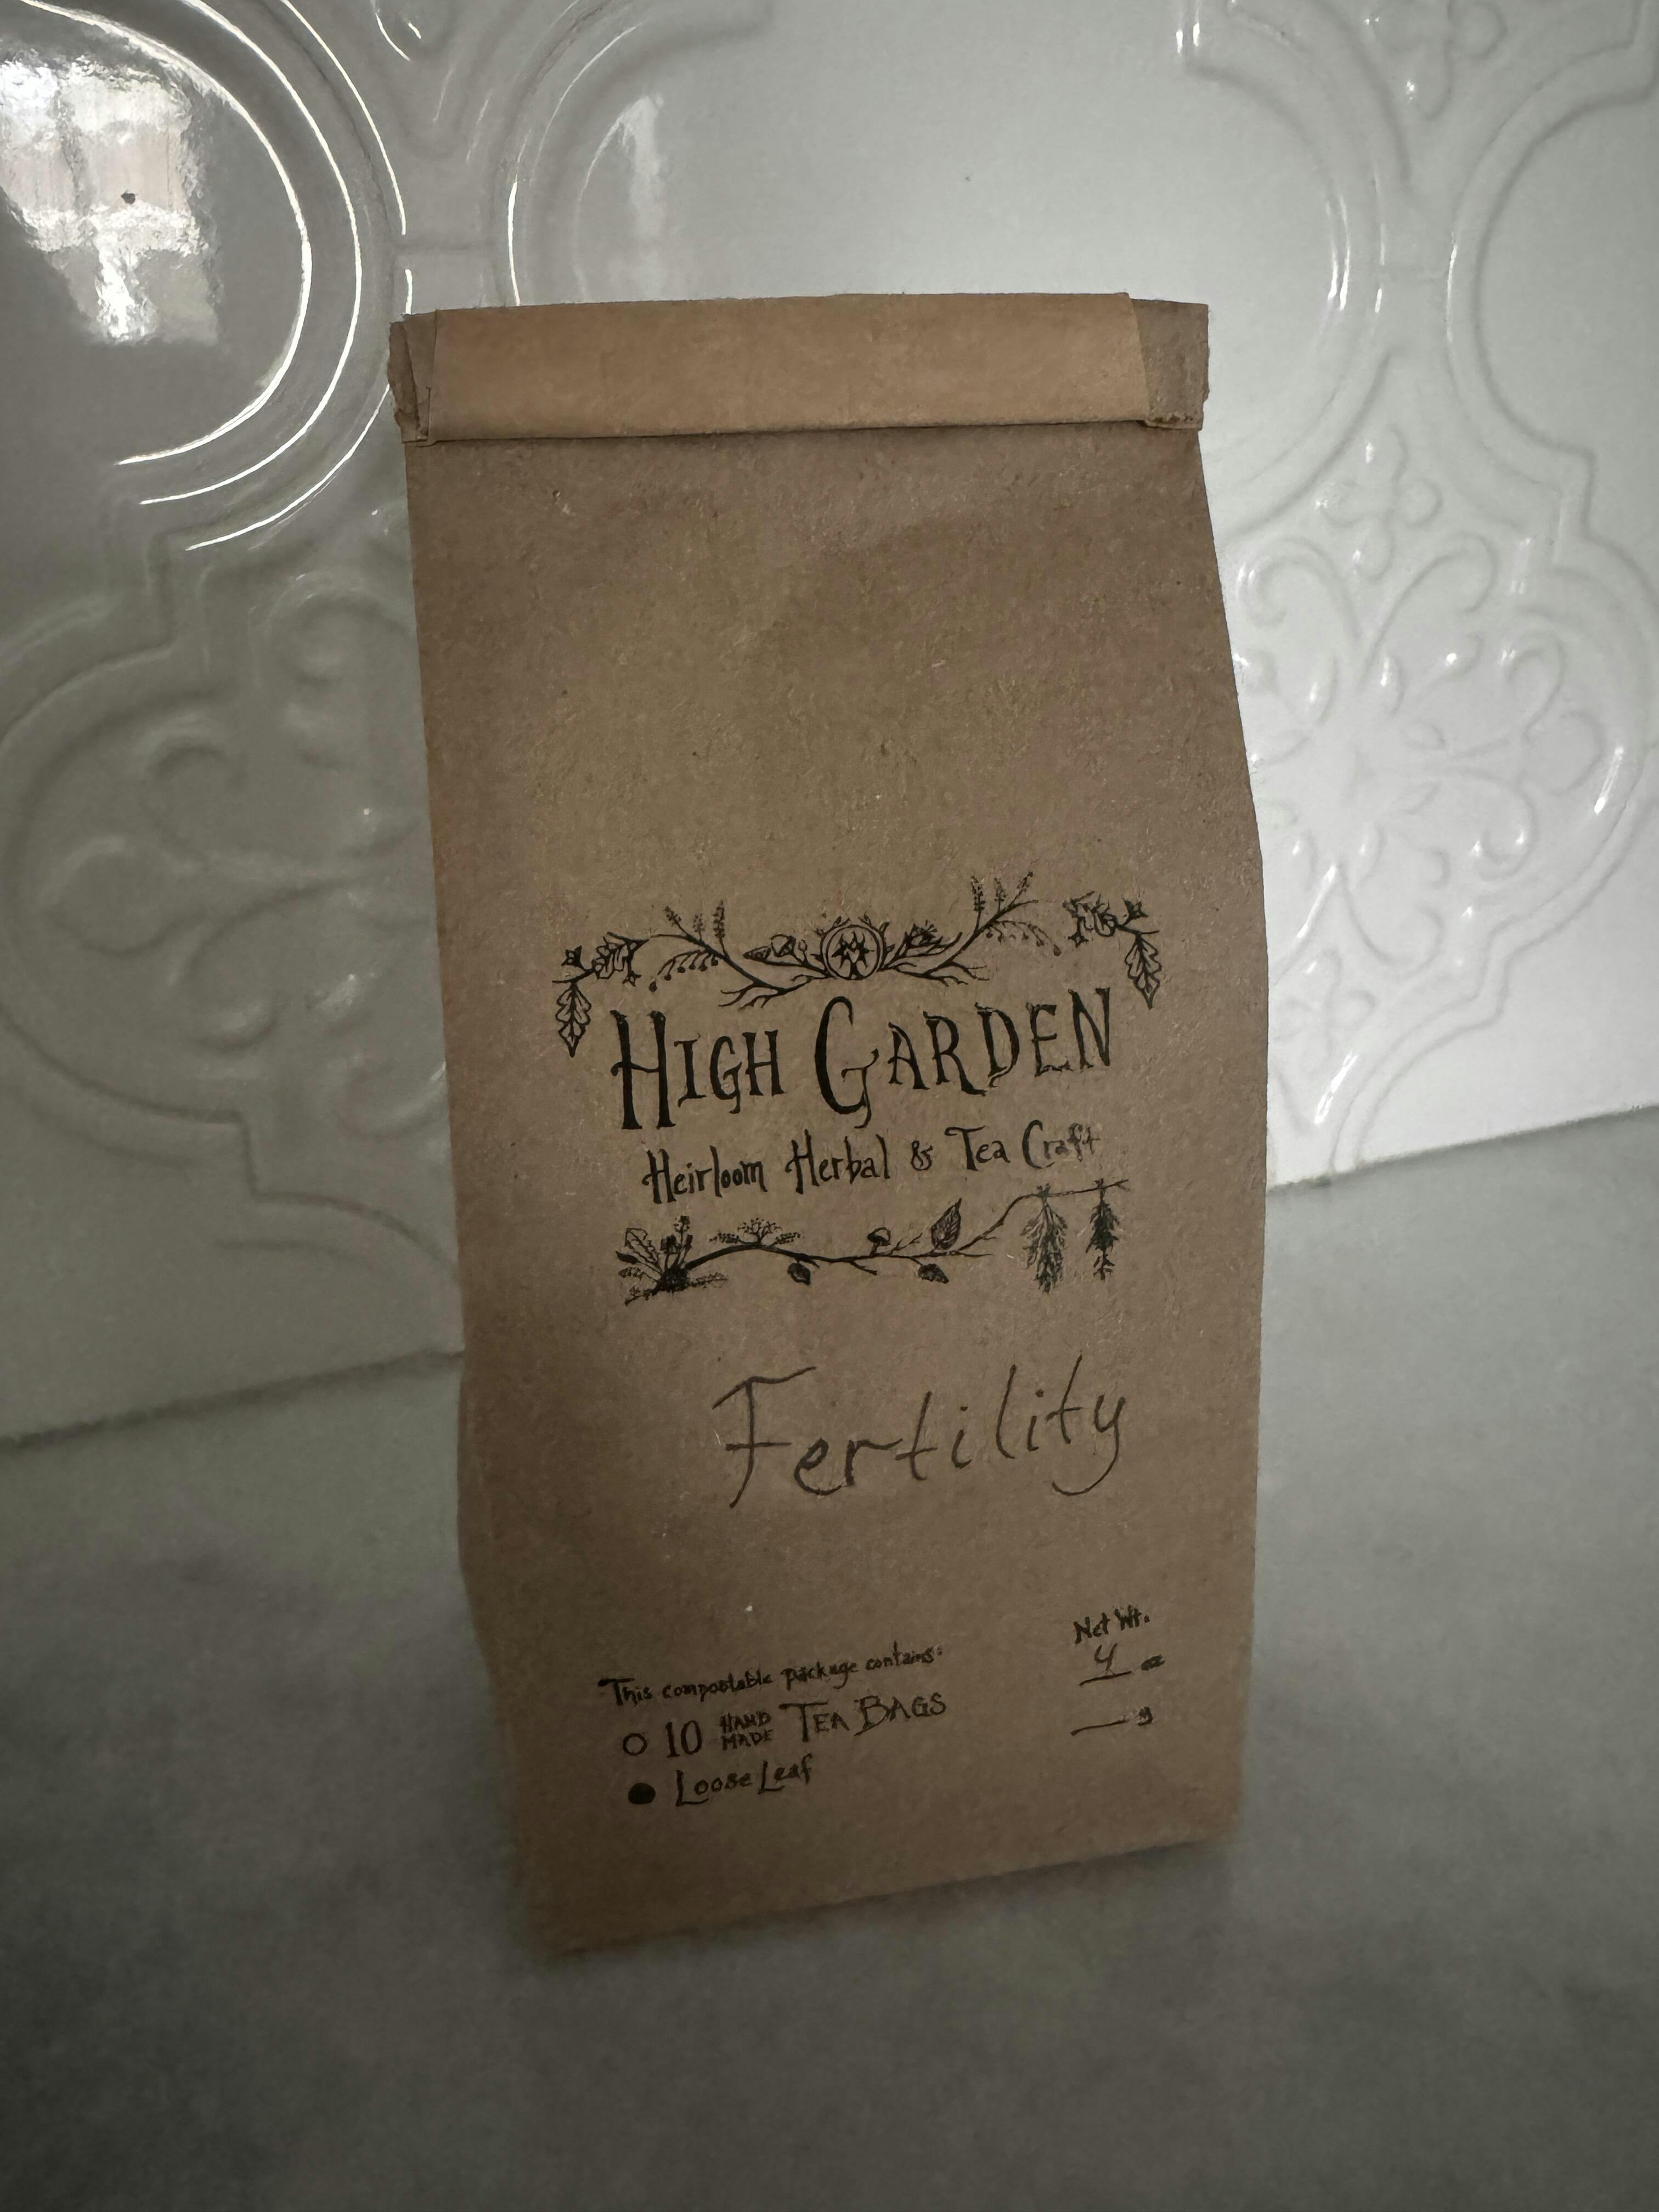 HIGH GARDEN
Heirloom Herbal & Tea Craft
Fertility
This compostable package contains:
○ 10 HAND MADE TEA BAGS
● Loose Leaf
Net Wt.
4 oz
__ g